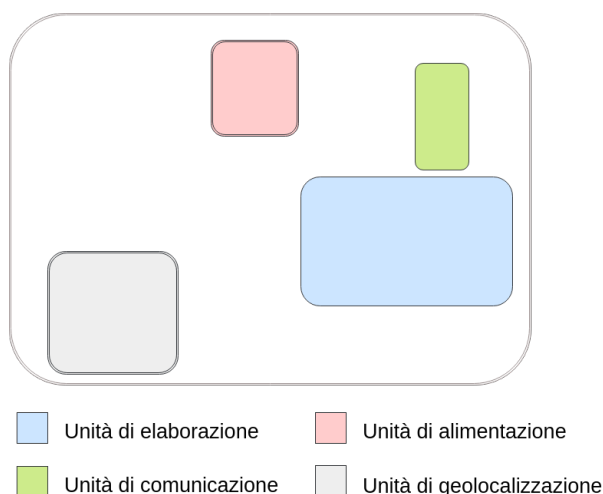 Unità di elaborazione
Unità di alimentazione
Unità di comunicazione
Unità di geolocalizzazione